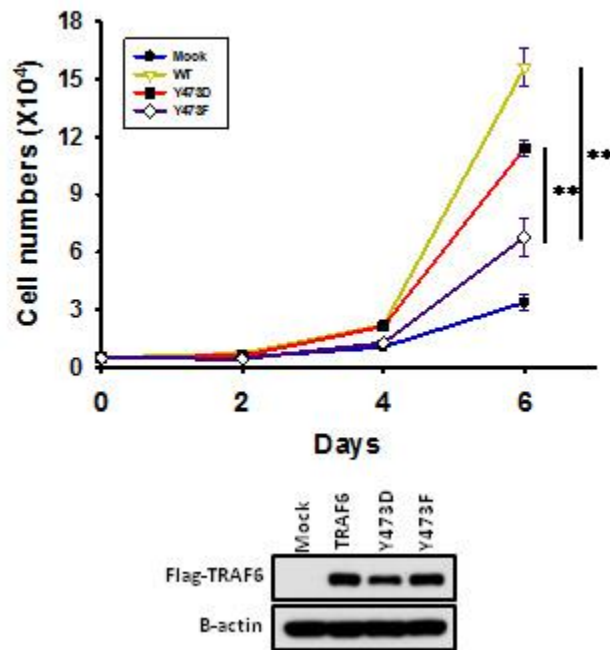 18
15
12
9
6
3
0
Cell numbers (X10⁴)
Mock
WT
Y473D
Y473F
**
**
0 2 4 6
Days
Mock
TRAF6
Y473D
Y473F
Flag-TRAF6
B-actin